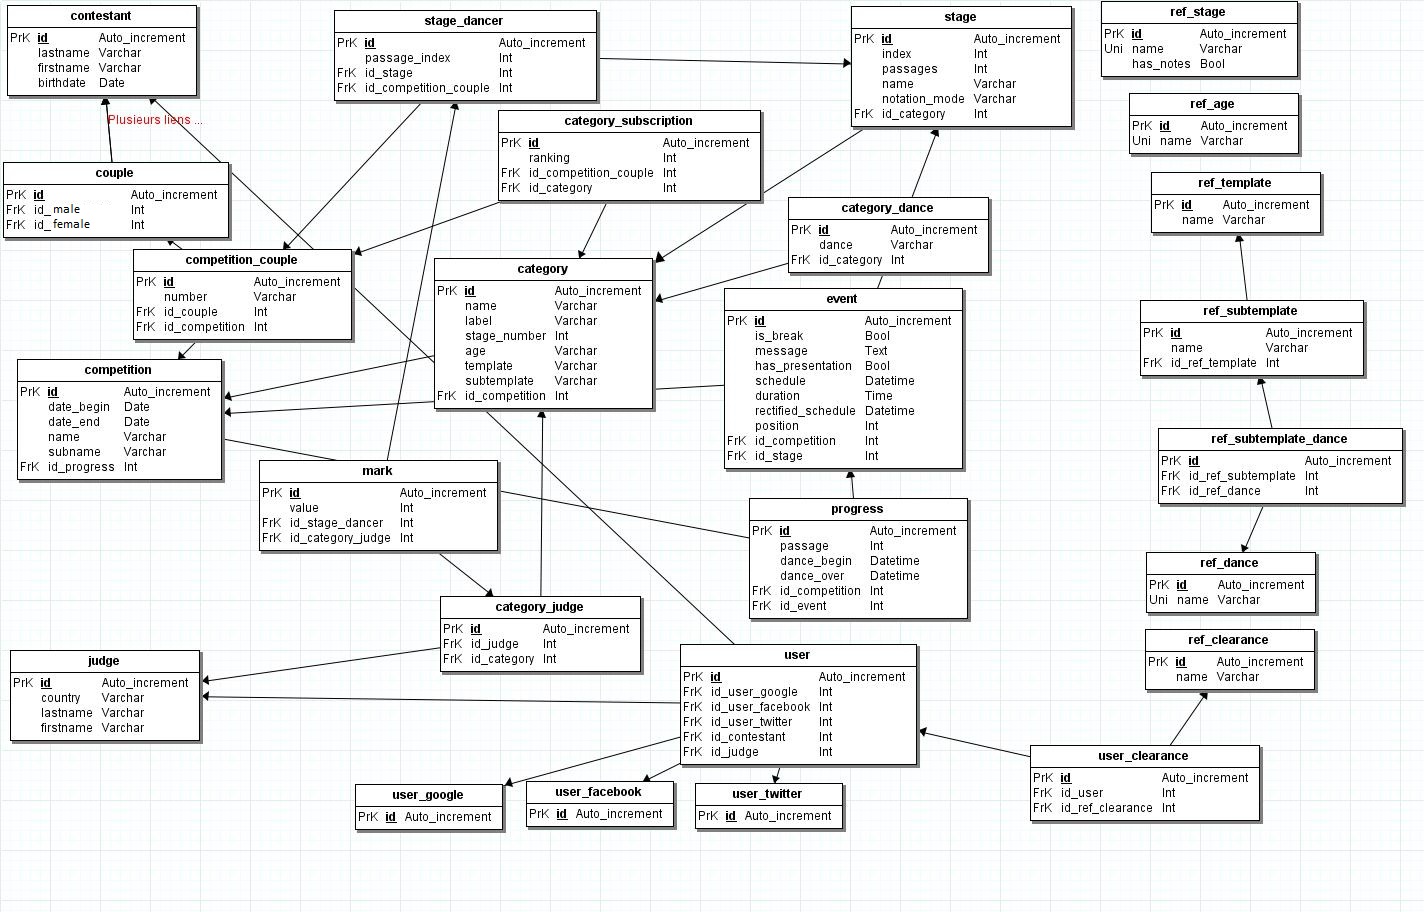 contestant
PrK id Auto_increment
lastname Varchar
firstname Varchar
birthdate Date
Plusieurs liens ...
stage_dancer
PrK id Auto_increment
passage_index Int
FrK id_stage Int
FrK id_competition_couple Int
stage
PrK id Auto_increment
index Int
passages Int
name Varchar
notation_mode Varchar
FrK id_category Int
ref_stage
PrK id Auto_increment
Uni name Varchar
has_notes Bool
ref_age
PrK id Auto_increment
Uni name Varchar
category_subscription
PrK id Auto_increment
ranking Int
FrK id_competition_couple Int
FrK id_category Int
couple
PrK id Auto_increment
FrK id_male Int
FrK id_female Int
ref_template
PrK id Auto_increment
name Varchar
category_dance
PrK id Auto_increment
dance Varchar
FrK id_category Int
competition_couple
PrK id Auto_increment
number Varchar
FrK id_couple Int
FrK id_competition Int
category
PrK id Auto_increment
name Varchar
label Varchar
stage_number Int
age Varchar
template Varchar
subtemplate Varchar
FrK id_competition Int
event
PrK id Auto_increment
is_break Bool
message Text
has_presentation Bool
schedule Datetime
duration Time
rectified_schedule Datetime
position Int
FrK id_competition Int
FrK id_stage Int
ref_subtemplate
PrK id Auto_increment
name Varchar
FrK id_ref_template Int
competition
PrK id Auto_increment
date_begin Date
date_end Date
name Varchar
subname Varchar
FrK id_progress Int
ref_subtemplate_dance
PrK id Auto_increment
FrK id_ref_subtemplate Int
FrK id_ref_dance Int
mark
PrK id Auto_increment
value Int
FrK id_stage_dancer Int
FrK id_category_judge Int
progress
PrK id Auto_increment
passage Int
dance_begin Datetime
dance_over Datetime
FrK id_competition Int
FrK id_event Int
ref_dance
PrK id Auto_increment
Uni name Varchar
category_judge
PrK id Auto_increment
FrK id_judge Int
FrK id_category Int
ref_clearance
PrK id Auto_increment
name Varchar
judge
PrK id Auto_increment
country Varchar
lastname Varchar
firstname Varchar
user
PrK id Auto_increment
FrK id_user_google Int
FrK id_user_facebook Int
FrK id_user_twitter Int
FrK id_contestant Int
FrK id_judge Int
user_clearance
PrK id Auto_increment
FrK id_user Int
FrK id_ref_clearance Int
user_google
PrK id Auto_increment
user_facebook
PrK id Auto_increment
user_twitter
PrK id Auto_increment